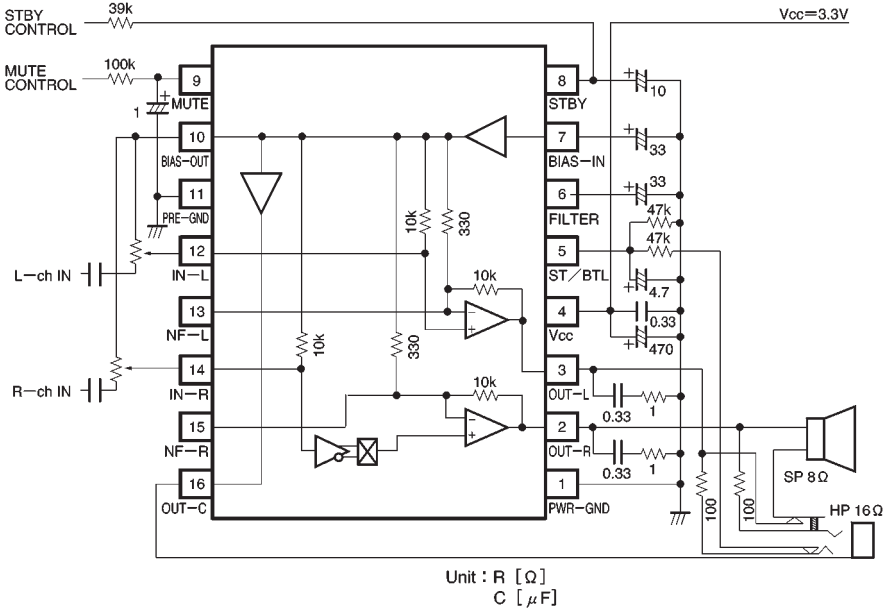 STBY CONTROL
39k
Vcc=3.3V
MUTE CONTROL
100k
1
+
9
MUTE
10
BIAS−OUT
11
PRE−GND
12
IN−L
L−ch IN
13
NF−L
14
IN−R
R−ch IN
15
NF−R
16
OUT−C
10k
330
10k
−
+
10k
330
10k
−
+
8
STBY
+
10
7
BIAS−IN
+
33
6
FILTER
+
33
5
ST/BTL
47k
47k
+
4.7
4
Vcc
0.33
+
470
3
OUT−L
0.33
1
2
OUT−R
0.33
1
1
PWR−GND
100
100
SP 8Ω
HP 16Ω
Unit : R [Ω]
C [μF]